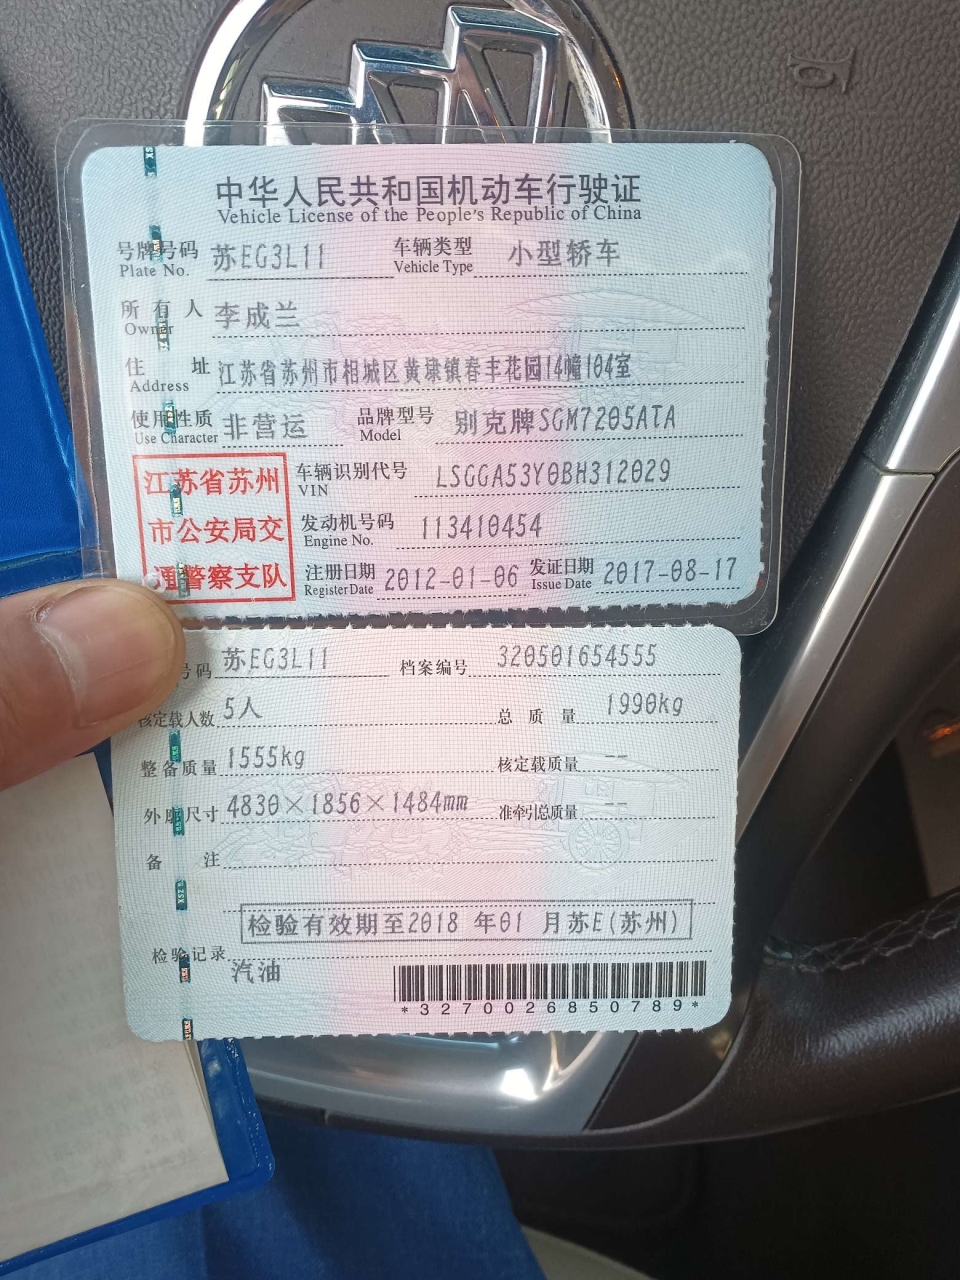 中华人民共和国机动车行驶证
Vehicle License of the People's Republic of China
号牌号码 苏EG3L11 车辆类型 小型轿车
Plate No. Vehicle Type
所有人 李成兰
Owner
住址 江苏省苏州市相城区黄埭镇春丰花园14幢104室
Address
使用性质 非营运 品牌型号 别克牌SGM7205ATA
Use Character Model
江苏省苏州
市公安局交
通警察支队
车辆识别代号 LSGGA53Y0BH312029
VIN
发动机号码 113410454
Engine No.
注册日期 2012-01-06 发证日期 2017-08-17
Register Date Issue Date
号码 苏EG3L11 档案编号 320501654555
核定载人数 5人 总质量 1990kg
整备质量 1555kg 核定载质量 --
外廓尺寸 4830×1856×1484mm 准牵引总质量 --
备注
检验有效期至2018 年01 月苏E(苏州)
检验记录
汽油
*3270026850789*